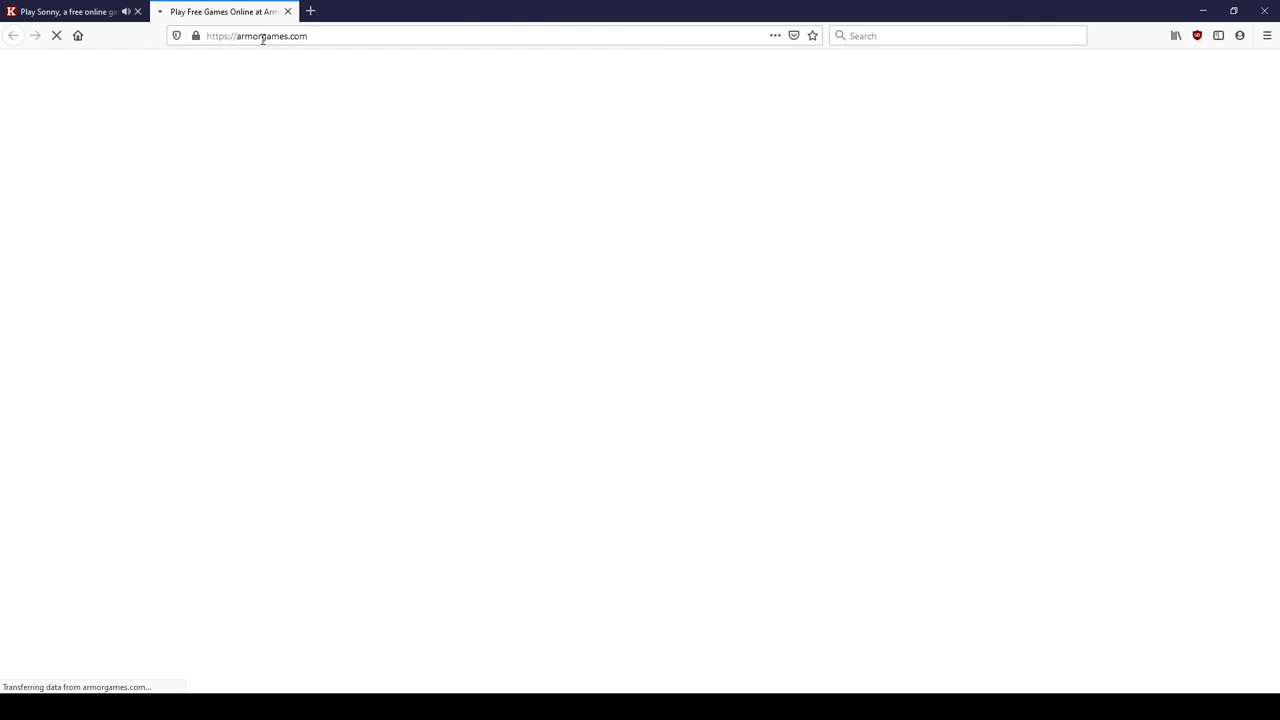 K Play Sonny, a free online ga
Play Free Games Online at Arm
https://armorgames.com
Search
Transferring data from armorgames.com...